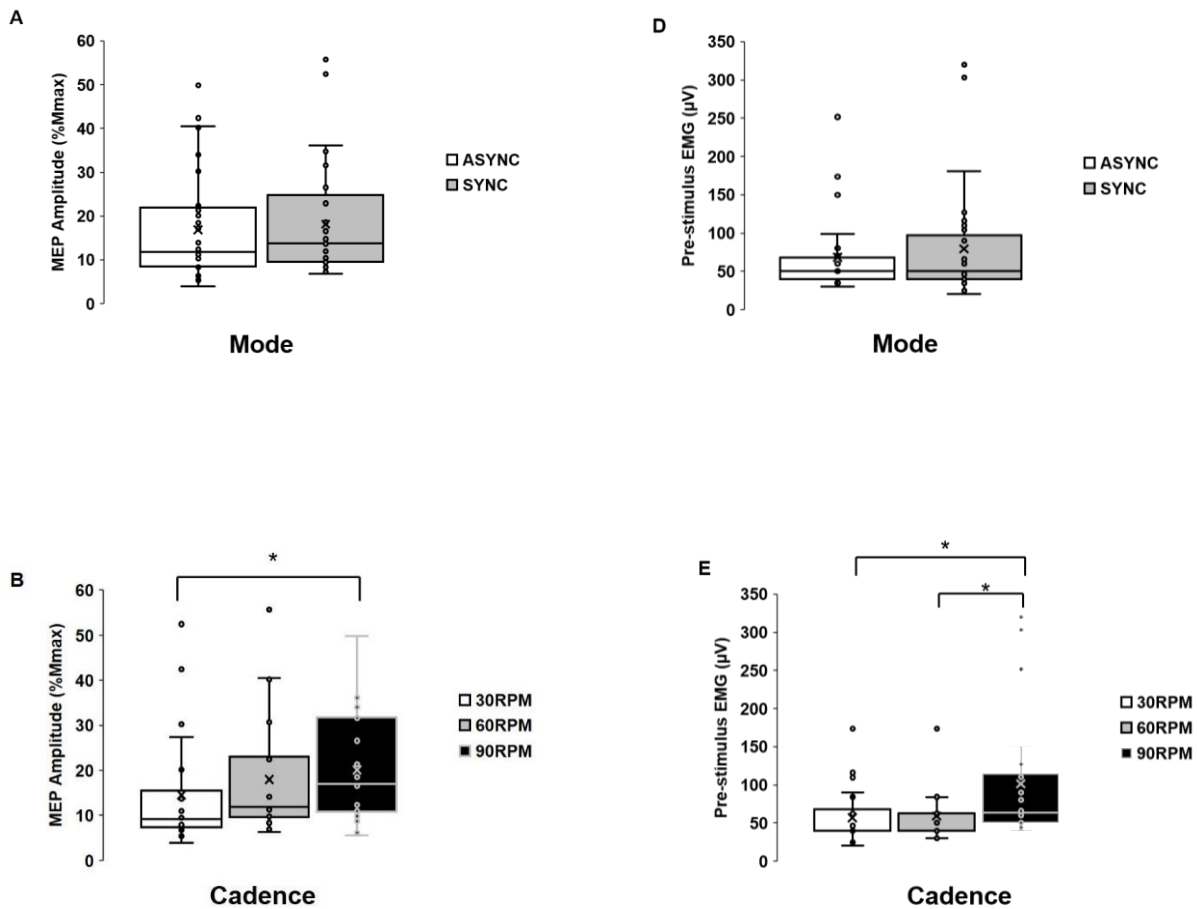 A
MEP Amplitude (%Mmax)
60
50
40
30
20
10
0
ASYNC
SYNC
Mode
D
Pre-stimulus EMG (µV)
350
300
250
200
150
100
50
0
ASYNC
SYNC
Mode
B
MEP Amplitude (%Mmax)
60
50
40
30
20
10
0
*
30RPM
60RPM
90RPM
Cadence
E
Pre-stimulus EMG (µV)
350
300
250
200
150
100
50
0
*
*
30RPM
60RPM
90RPM
Cadence